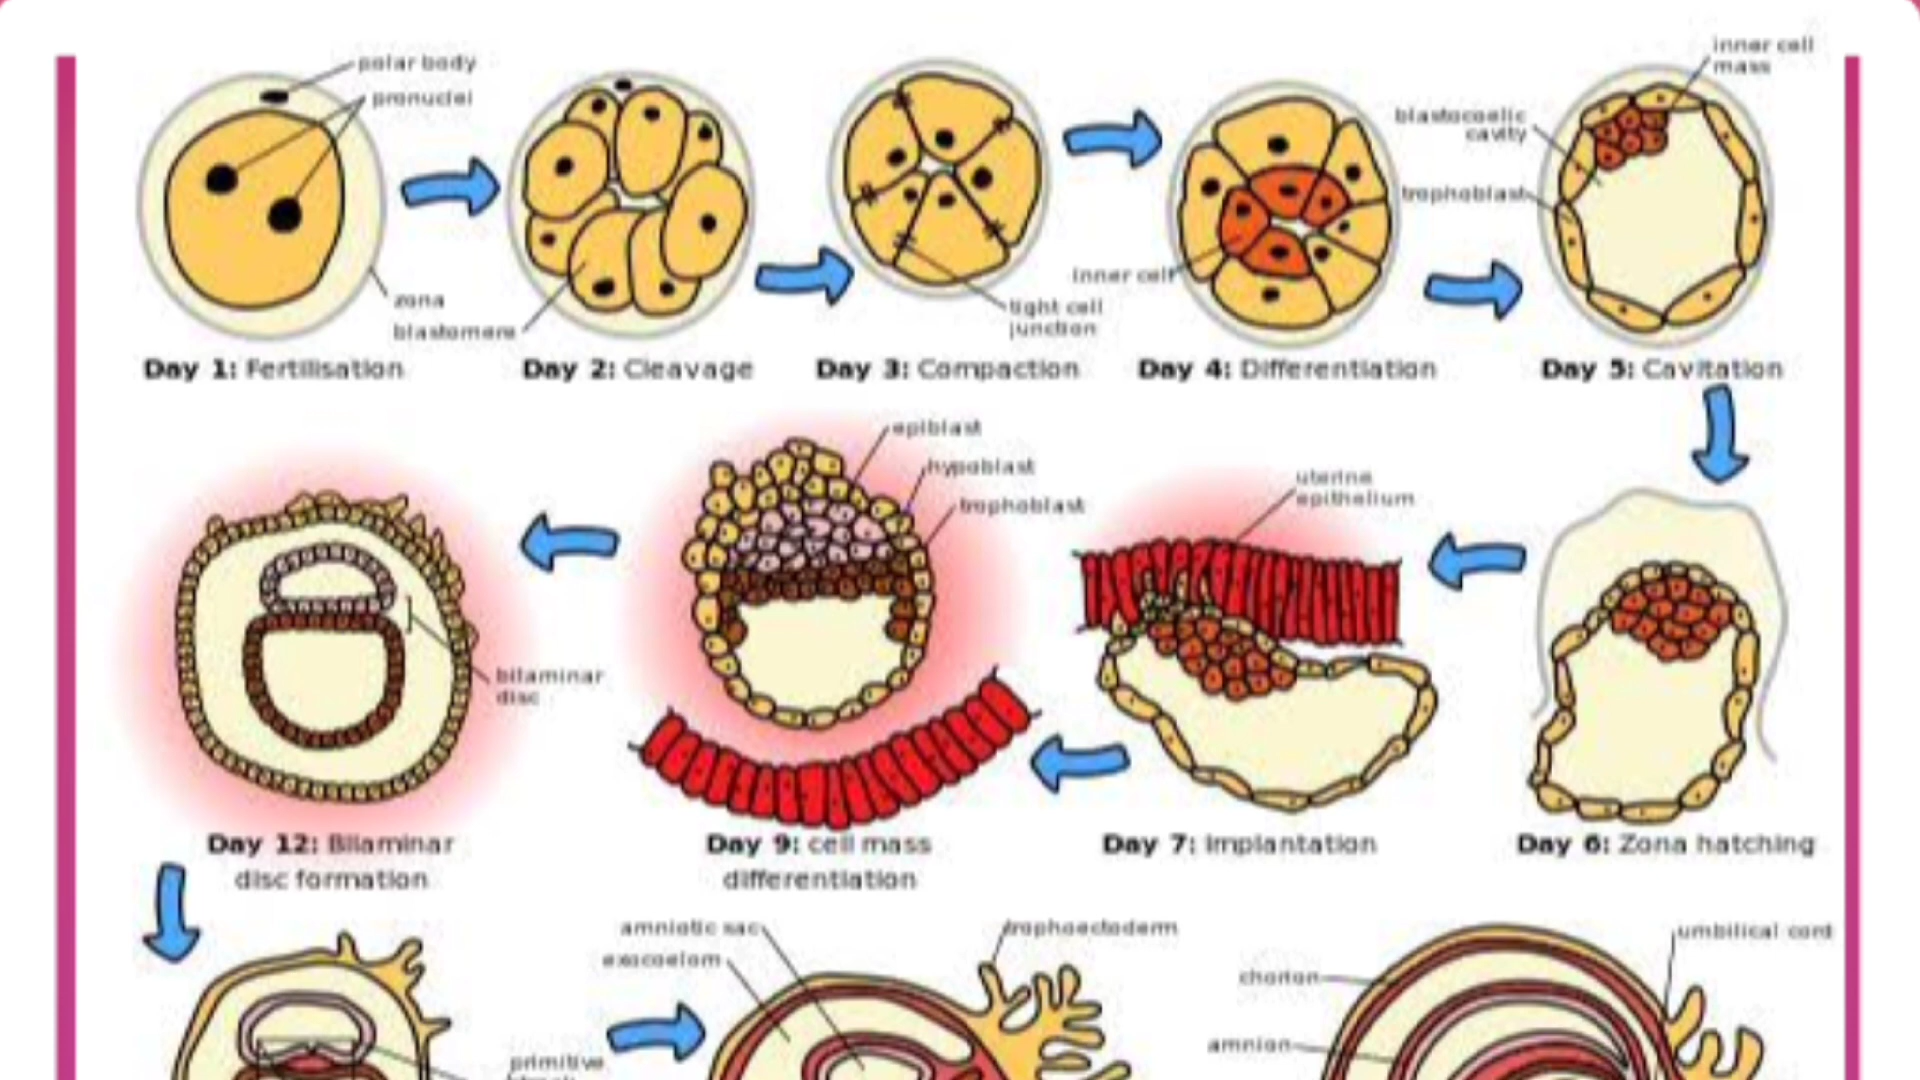 polar body
pronuclei
zona
blastomere
tight cell
junction
inner cell
blastocoelic
cavity
trophoblast
inner cell
mass
Day 1: Fertilisation
Day 2: Cleavage
Day 3: Compaction
Day 4: Differentiation
Day 5: Cavitation
epiblast
hypoblast
trophoblast
uterine
epithelium
bilaminar
disc
Day 12: Bilaminar
disc formation
Day 9: cell mass
differentiation
Day 7: Implantation
Day 6: Zona hatching
primitive
amniotic sac
exocoelom
trophoectoderm
chorion
amnion
umbilical cord